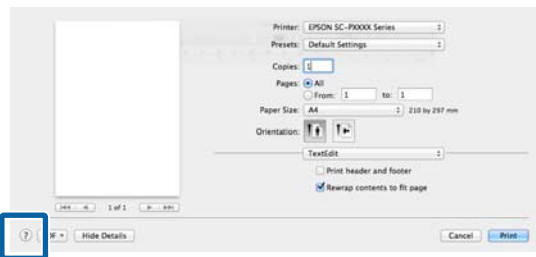 Printer: EPSON SC-PXXXX Series
Presets: Default Settings
Copies: 1
Pages: All
From: 1 to: 1
Paper Size: A4 210 by 297 mm
Orientation:
TextEdit
Print header and footer
Rewrap contents to fit page
1 of 1
? Hide Details Cancel Print